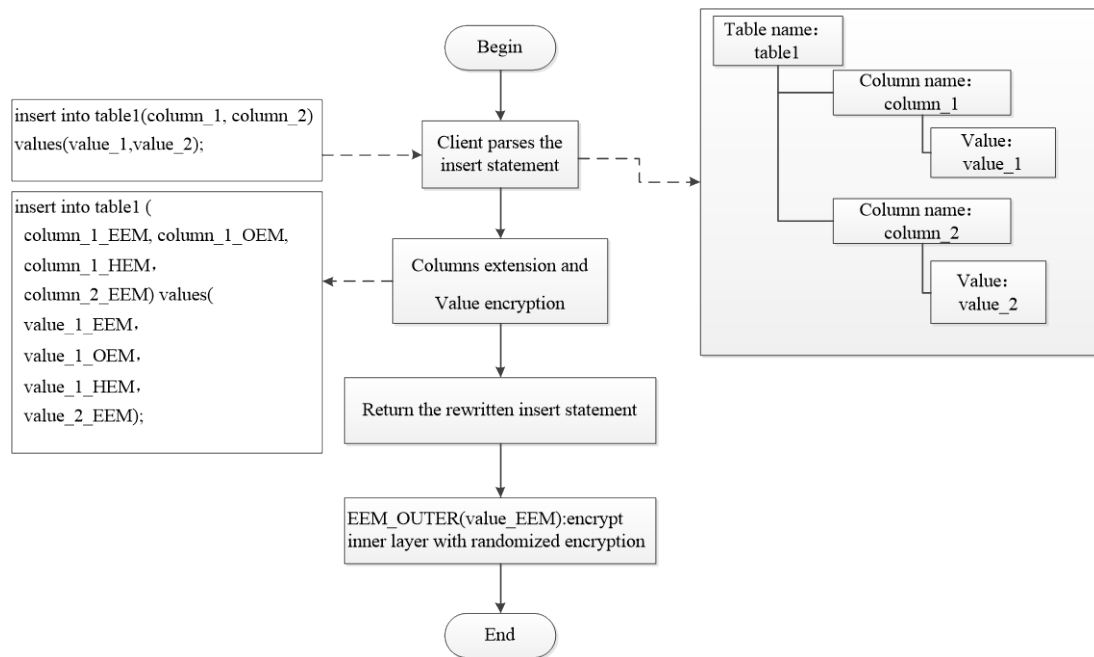 Begin
insert into table1(column_1, column_2)
values(value_1,value_2);
Client parses the
insert statement
Table name：
table1
Column name：
column_1
Value：
value_1
Column name：
column_2
Value：
value_2
insert into table1 (
column_1_EEM, column_1_OEM,
column_1_HEM，
column_2_EEM) values(
value_1_EEM，
value_1_OEM，
value_1_HEM，
value_2_EEM);
Columns extension and
Value encryption
Return the rewritten insert statement
EEM_OUTER(value_EEM):encrypt
inner layer with randomized encryption
End